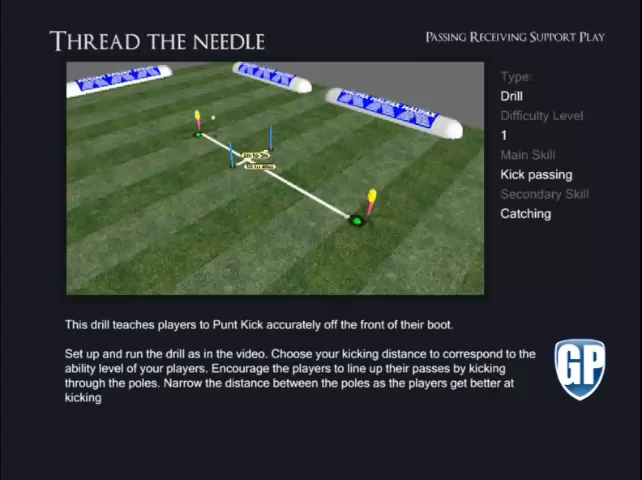 THREAD THE NEEDLE
PASSING RECEIVING SUPPORT PLAY
HALIFAX HALIFAX HALIFAX
Type:
Drill
Difficulty Level
1
Main Skill
Kick passing
Secondary Skill
Catching
This drill teaches players to Punt Kick accurately off the front of their boot.
Set up and run the drill as in the video. Choose your kicking distance to correspond to the
ability level of your players. Encourage the players to line up their passes by kicking
through the poles. Narrow the distance between the poles as the players get better at
kicking
GP